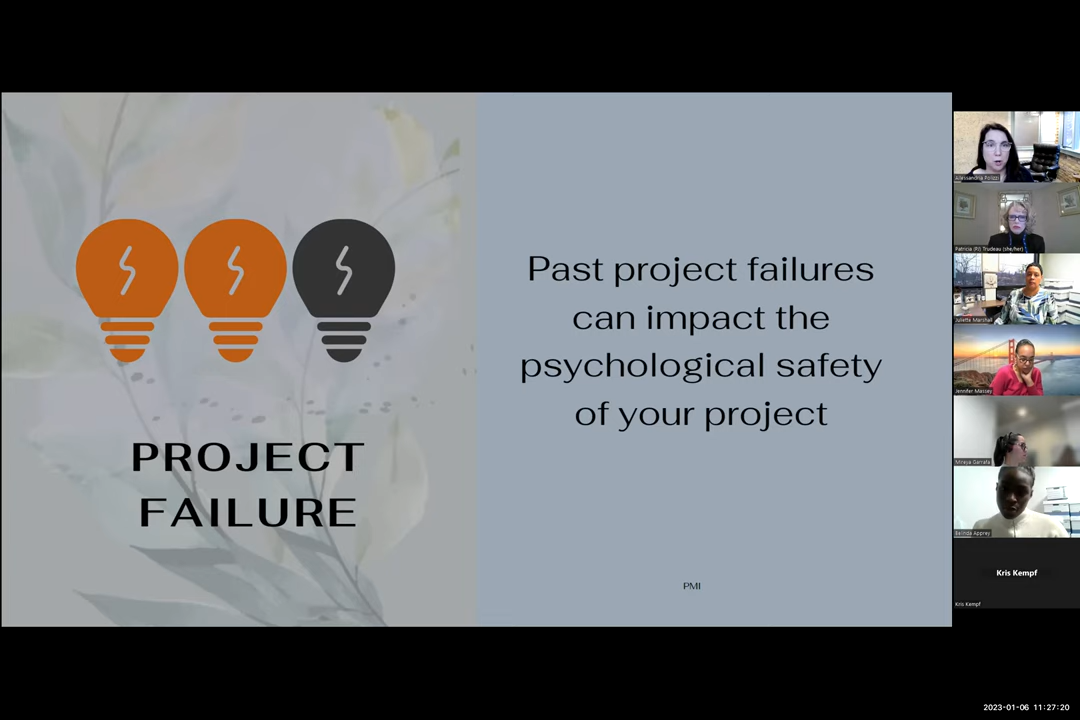 PROJECT
FAILURE
Past project failures
can impact the
psychological safety
of your project
PMI
Allessandria Polizzi
Patricia (PJ) Trudeau (she/her)
Juliette Marshall
Jennifer Massey
Mireya Garrafa
Belinda Apprey
Kris Kempf
Kris Kempf
2023-01-06 11:27:20